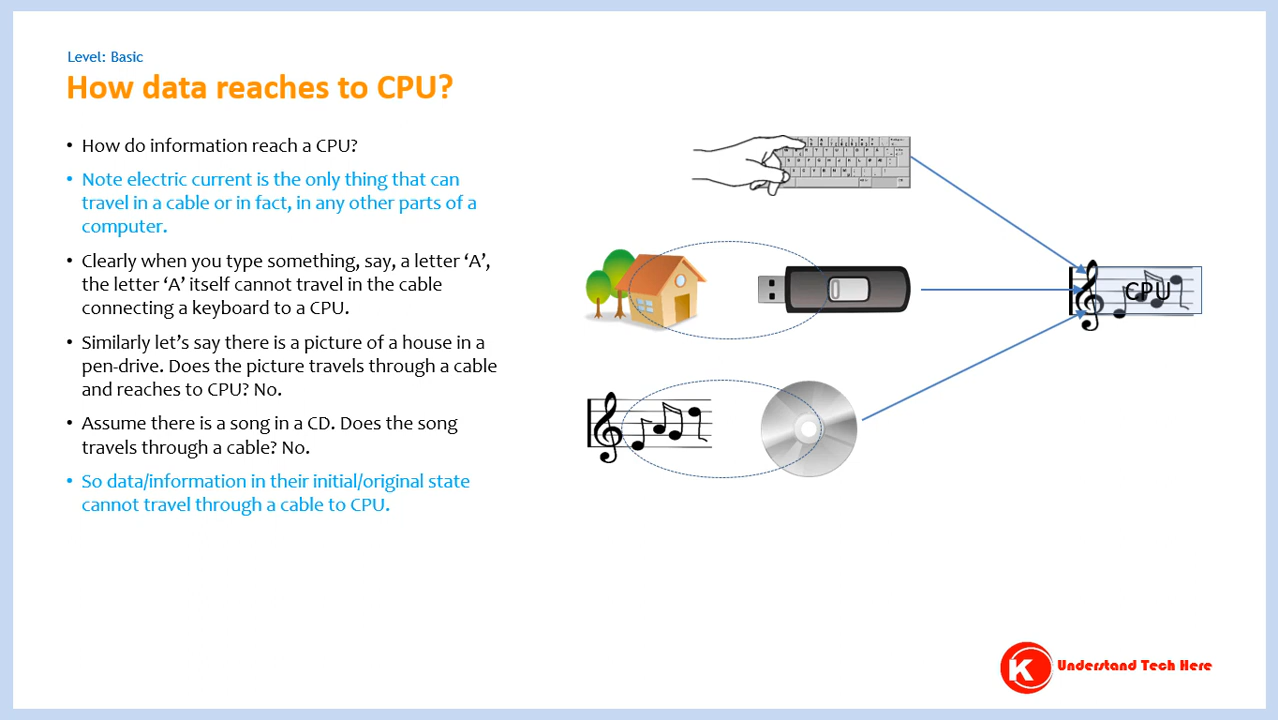 Level: Basic
How data reaches to CPU?
• How do information reach a CPU?
• Note electric current is the only thing that can
travel in a cable or in fact, in any other parts of a
computer.
• Clearly when you type something, say, a letter ‘A’,
the letter ‘A’ itself cannot travel in the cable
connecting a keyboard to a CPU.
• Similarly let’s say there is a picture of a house in a
pen-drive. Does the picture travels through a cable
and reaches to CPU? No.
• Assume there is a song in a CD. Does the song
travels through a cable? No.
• So data/information in their initial/original state
cannot travel through a cable to CPU.
CPU
K Understand Tech Here